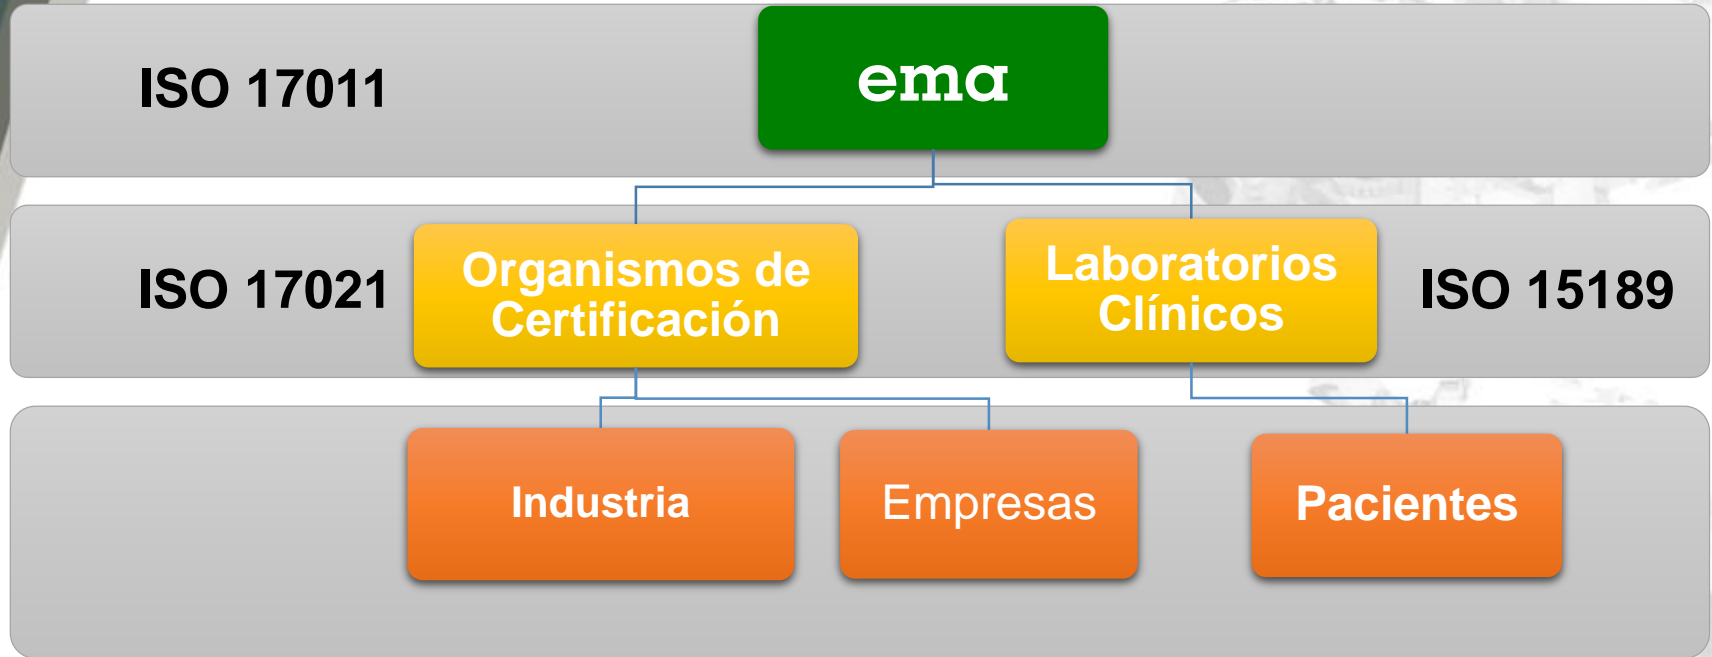 ISO 17011
ema
ISO 17021
Organismos de
Certificación
Laboratorios
Clínicos
ISO 15189
Industria
Empresas
Pacientes